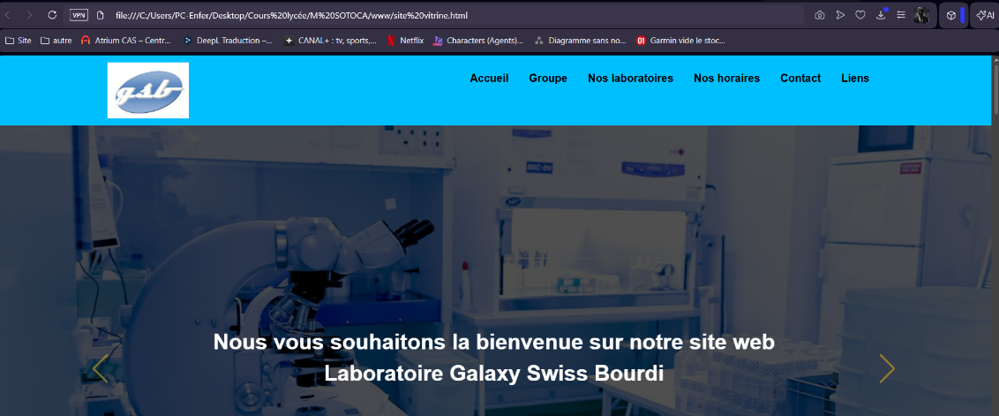 VPN file:///C:/Users/PC-Enfer/Desktop/Cours%20lycée/M%20SOTOCA/www/site%20vitrine.html AI
Site autre Atrium CAS – Centr... DeepL Traduction –... CANAL+ : tv, sports,... Netflix Characters (Agents)... Diagramme sans no... 01 Garmin vide le stoc...
gsb Accueil Groupe Nos laboratoires Nos horaires Contact Liens
Nous vous souhaitons la bienvenue sur notre site web
Laboratoire Galaxy Swiss Bourdi